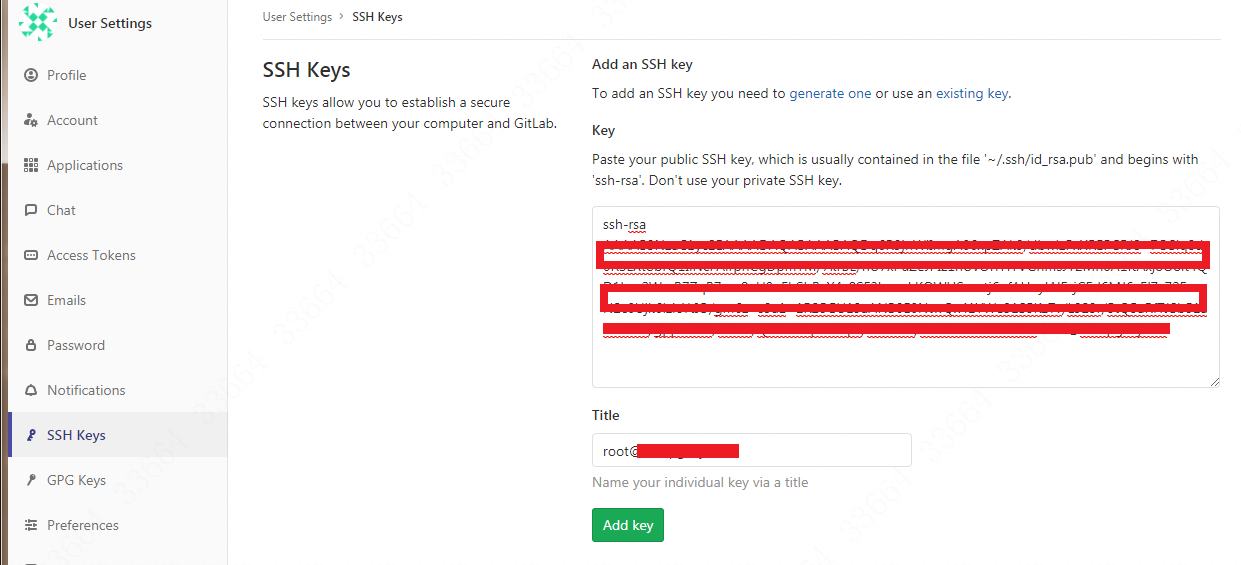 User Settings
User Settings › SSH Keys
Profile
Account
Applications
Chat
Access Tokens
Emails
Password
Notifications
SSH Keys
GPG Keys
Preferences
SSH Keys
SSH keys allow you to establish a secure
connection between your computer and GitLab.
Add an SSH key
To add an SSH key you need to generate one or use an existing key.
Key
Paste your public SSH key, which is usually contained in the file '~/.ssh/id_rsa.pub' and begins with
'ssh-rsa'. Don't use your private SSH key.
ssh-rsa
Title
root@
Name your individual key via a title
Add key
33664